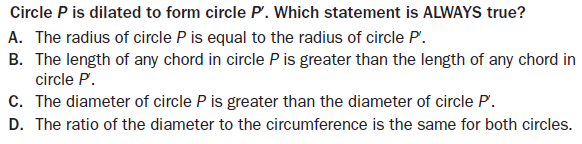 Circle P is dilated to form circle P′. Which statement is ALWAYS true?
A. The radius of circle P is equal to the radius of circle P′.
B. The length of any chord in circle P is greater than the length of any chord in
circle P′.
C. The diameter of circle P is greater than the diameter of circle P′.
D. The ratio of the diameter to the circumference is the same for both circles.